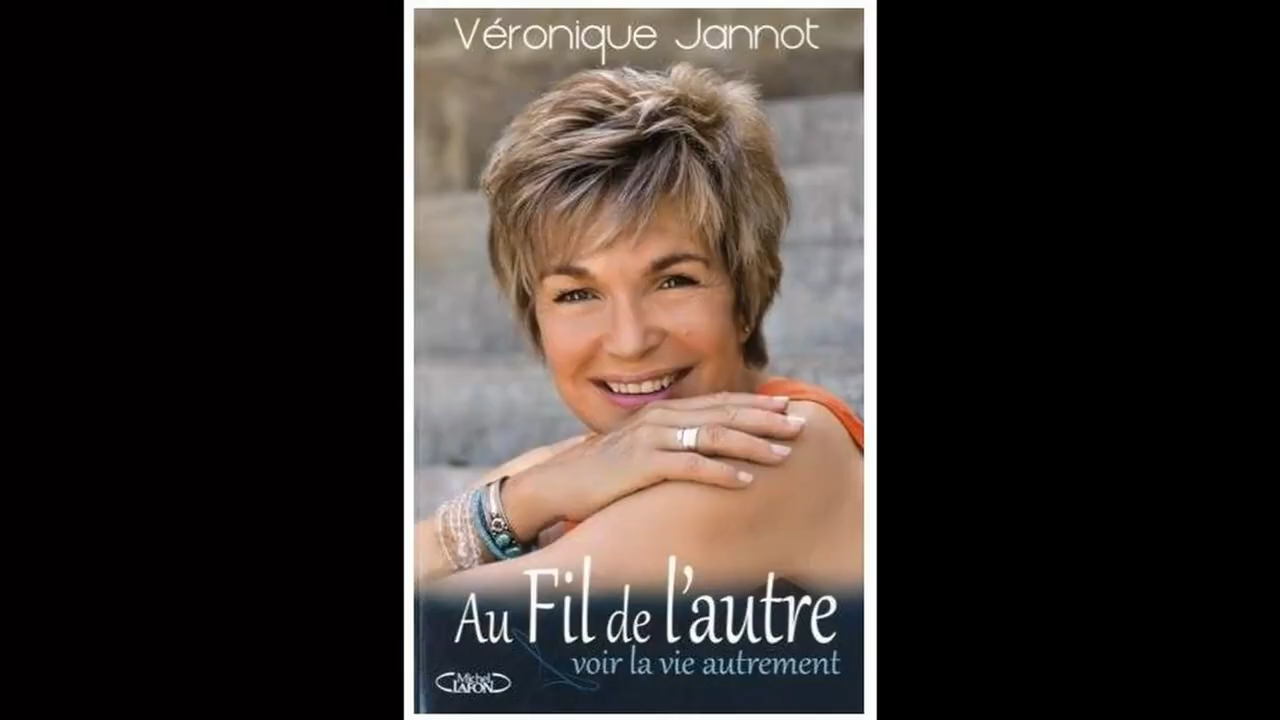 Véronique Jannot
Au Fil de l'autre
voir la vie autrement
Michel
LAFON